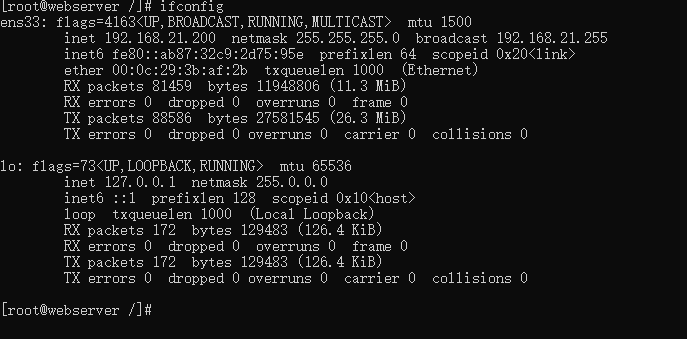 [root@webserver /]# ifconfig
ens33: flags=4163<UP,BROADCAST,RUNNING,MULTICAST>  mtu 1500
        inet 192.168.21.200  netmask 255.255.255.0  broadcast 192.168.21.255
        inet6 fe80::ab87:32c9:2d75:95e  prefixlen 64  scopeid 0x20<link>
        ether 00:0c:29:3b:af:2b  txqueuelen 1000  (Ethernet)
        RX packets 81459  bytes 11948806 (11.3 MiB)
        RX errors 0  dropped 0  overruns 0  frame 0
        TX packets 88586  bytes 27581545 (26.3 MiB)
        TX errors 0  dropped 0 overruns 0  carrier 0  collisions 0

lo: flags=73<UP,LOOPBACK,RUNNING>  mtu 65536
        inet 127.0.0.1  netmask 255.0.0.0
        inet6 ::1  prefixlen 128  scopeid 0x10<host>
        loop  txqueuelen 1000  (Local Loopback)
        RX packets 172  bytes 129483 (126.4 KiB)
        RX errors 0  dropped 0  overruns 0  frame 0
        TX packets 172  bytes 129483 (126.4 KiB)
        TX errors 0  dropped 0 overruns 0  carrier 0  collisions 0

[root@webserver /]#